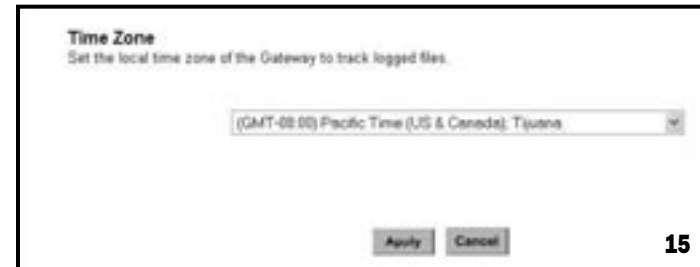 Time Zone
Set the local time zone of the Gateway to track logged files.
(GMT-08:00) Pacific Time (US & Canada); Tijuana
Apply Cancel
15